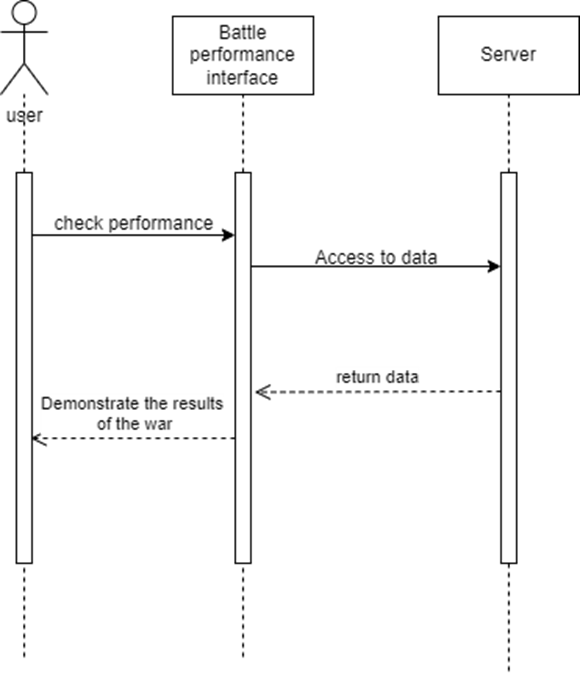 Battle
performance
interface
Server
user
check performance
Access to data
return data
Demonstrate the results
of the war